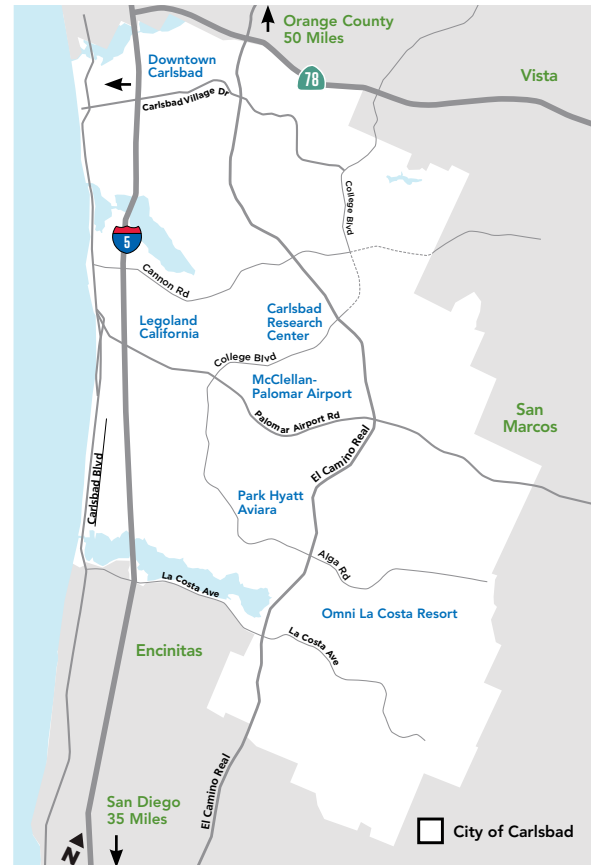 Orange County
50 Miles
Downtown
Carlsbad
78
Vista
Carlsbad Village Dr
College Blvd
5
Cannon Rd
Legoland
California
Carlsbad
Research
Center
College Blvd
McClellan-
Palomar Airport
San
Marcos
Palomar Airport Rd
El Camino Real
Carlsbad Blvd
Park Hyatt
Aviara
Alga Rd
La Costa Ave
Omni La Costa Resort
La Costa Ave
Encinitas
El Camino Real
San Diego
35 Miles
N
City of Carlsbad